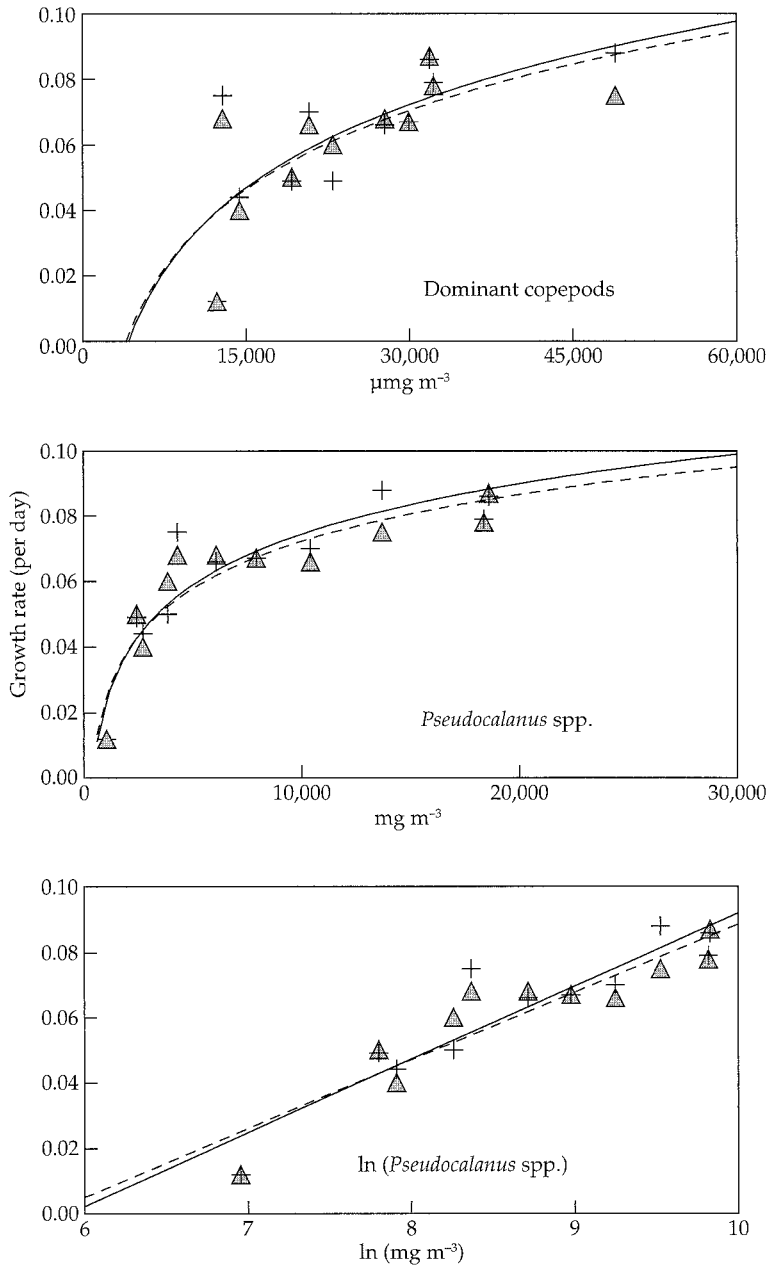 0.10
0.08
0.06
0.04
0.02
0.00
0 15,000 30,000 45,000 60,000
Dominant copepods
µmg m⁻³
Growth rate (per day)
0.10
0.08
0.06
0.04
0.02
0.00
0 10,000 20,000 30,000
Pseudocalanus spp.
mg m⁻³
0.10
0.08
0.06
0.04
0.02
0.00
6 7 8 9 10
ln (Pseudocalanus spp.)
ln (mg m⁻³)